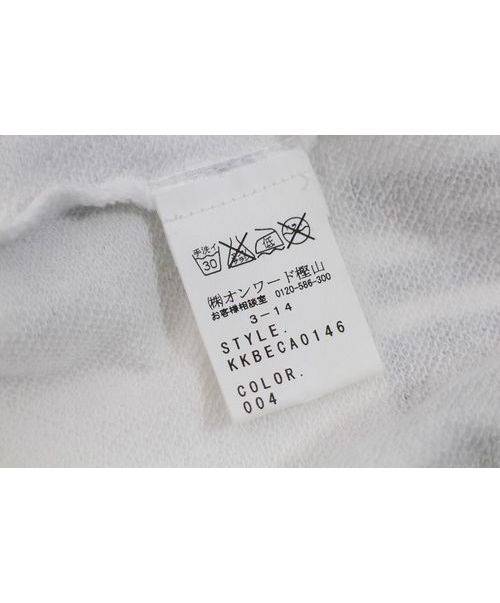 手洗イ
30
低
㈱オンワード樫山
お客様相談室 0120-586-300
3-14
STYLE.
KKBECA0146
COLOR.
004